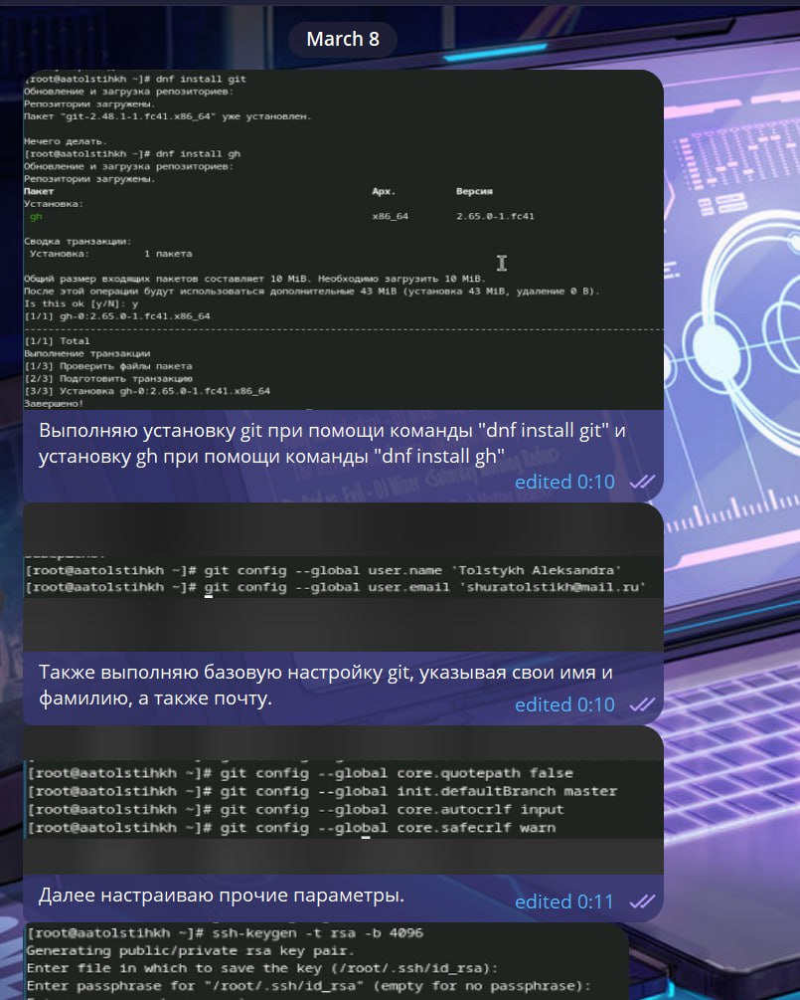 March 8
[root@aatolstihkh ~]# dnf install git
Обновление и загрузка репозиториев:
Репозитории загружены.
Пакет "git-2.48.1-1.fc41.x86_64" уже установлен.
Нечего делать.
[root@aatolstihkh ~]# dnf install gh
Обновление и загрузка репозиториев:
Репозитории загружены.
Пакет Арх. Версия
Установка:
gh x86_64 2.65.0-1.fc41
Сводка транзакции:
Установка: 1 пакета
Общий размер входящих пакетов составляет 10 MiB. Необходимо загрузить 10 MiB.
После этой операции будут использоваться дополнительные 43 MiB (установка 43 MiB, удаление 0 B).
Is this ok [y/N]: y
[1/1] gh-0:2.65.0-1.fc41.x86_64
[1/1] Total
Выполнение транзакции
[1/3] Проверить файлы пакета
[2/3] Подготовить транзакцию
[3/3] Установка gh-0:2.65.0-1.fc41.x86_64
Завершено!
Выполняю установку git при помощи команды "dnf install git" и
установку gh при помощи команды "dnf install gh"
edited 0:10
[root@aatolstihkh ~]# git config --global user.name 'Tolstykh Aleksandra'
[root@aatolstihkh ~]# git config --global user.email 'shuratolstikh@mail.ru'
Также выполняю базовую настройку git, указывая свои имя и
фамилию, а также почту.
edited 0:10
[root@aatolstihkh ~]# git config --global core.quotepath false
[root@aatolstihkh ~]# git config --global init.defaultBranch master
[root@aatolstihkh ~]# git config --global core.autocrlf input
[root@aatolstihkh ~]# git config --global core.safecrlf warn
Далее настраиваю прочие параметры.
edited 0:11
[root@aatolstihkh ~]# ssh-keygen -t rsa -b 4096
Generating public/private rsa key pair.
Enter file in which to save the key (/root/.ssh/id_rsa):
Enter passphrase for "/root/.ssh/id_rsa" (empty for no passphrase):